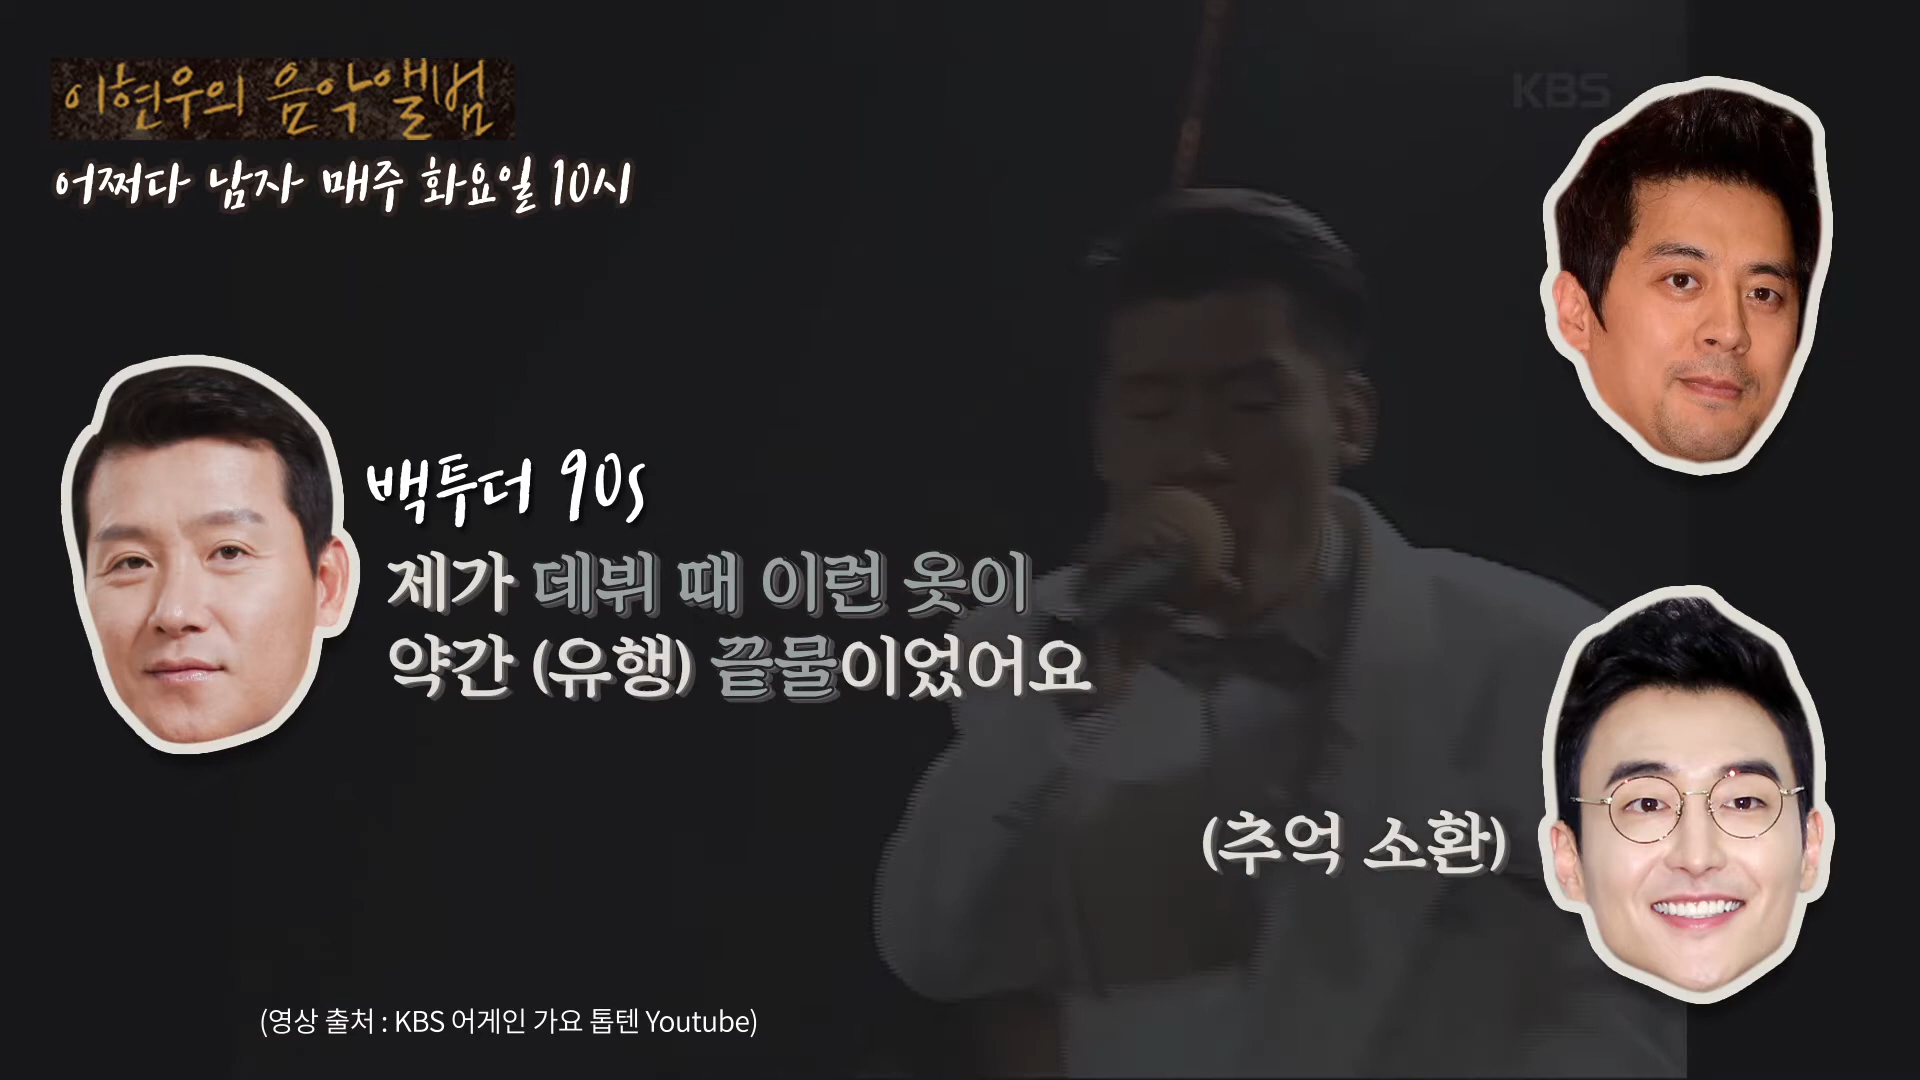 이현우의 음악앨범
KBS
어쩌다 남자 매주 화요일 10시
백투더 90s
제가 데뷔 때 이런 옷이
약간 (유행) 끝물이었어요
(추억 소환)
(영상 출처 : KBS 어게인 가요 톱텐 Youtube)